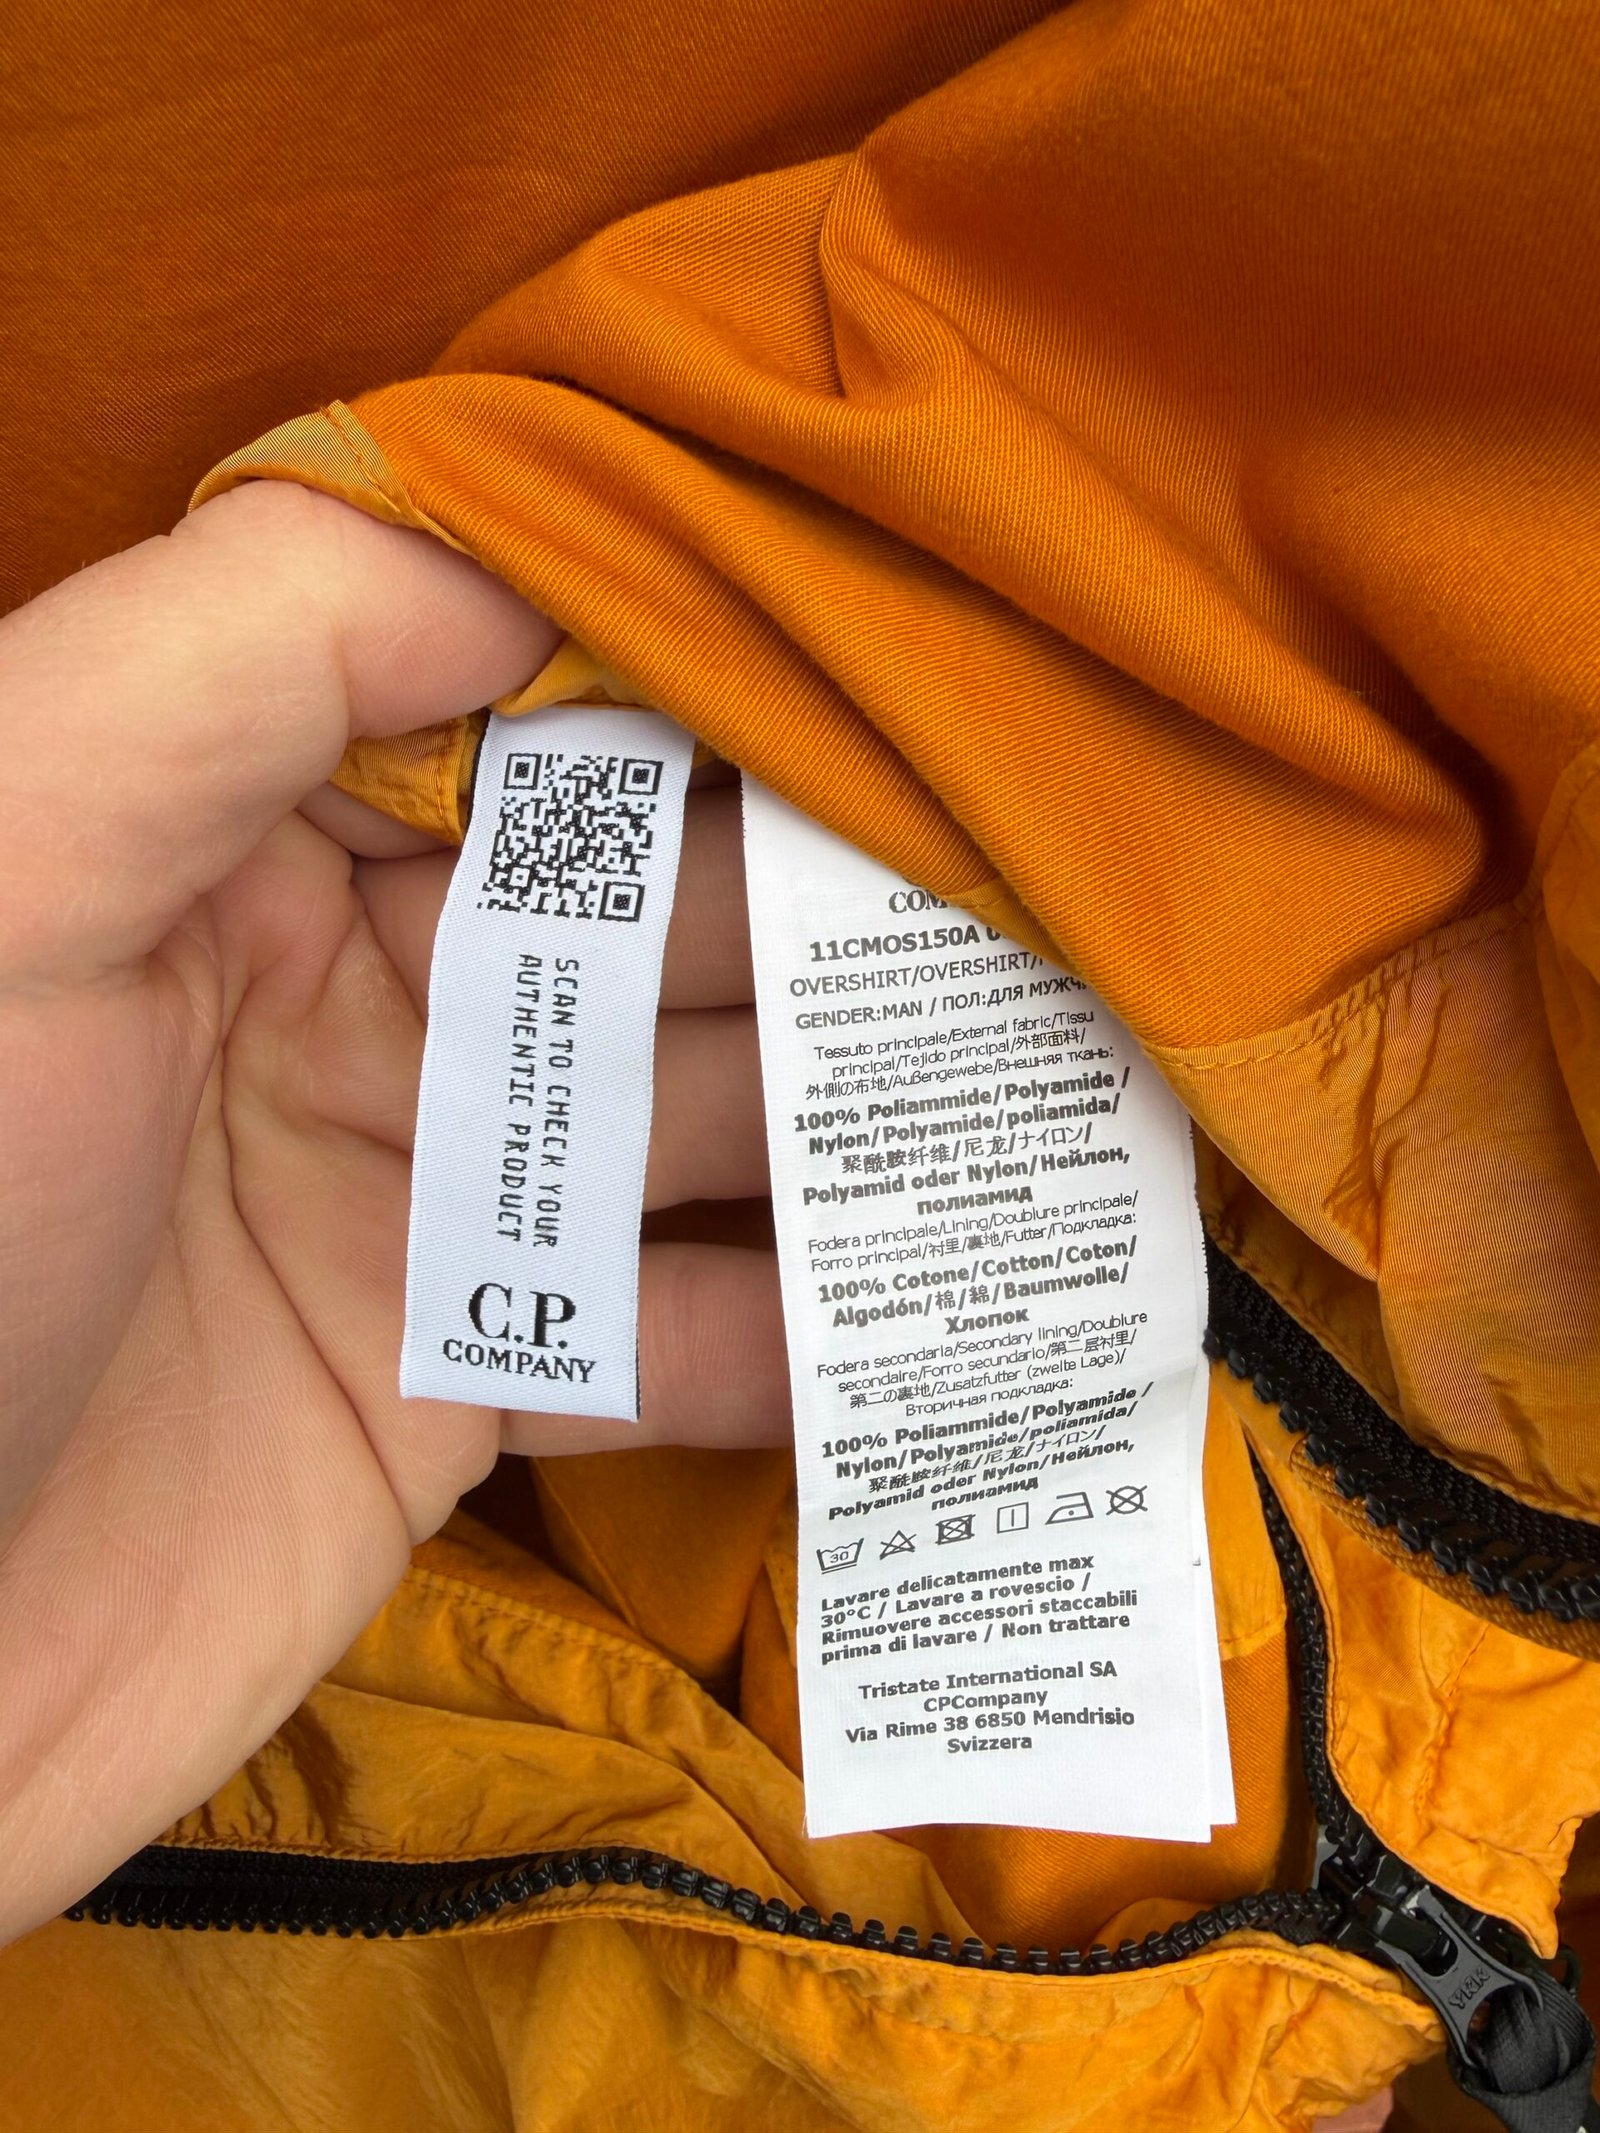 SCAN TO CHECK YOUR
AUTHENTIC PRODUCT
C.P.
COMPANY
11CMOS150A
OVERSHIRT/OVERSHIRT/
GENDER:MAN / ПОЛ:ДЛЯ
Tessuto principale/External fabric/Tissu
principal/Tejido principal/外部面料/
外側の布地/Außengewebe/Внешняя ткань:
100% Poliammide/Polyamide /
Nylon/Polyamide/poliamida/
聚酰胺纤维/尼龙/ナイロン/
Polyamid oder Nylon/Нейлон,
полиамид
Fodera principale/Lining/Doublure principale/
Forro principal/衬里/裏地/Futter/Подкладка:
100% Cotone/Cotton/Coton/
Algodón/棉/綿/Baumwolle/
Хлопок
Fodera secondaria/Secondary lining/Doublure
secondaire/Forro secundario/第二层衬里/
第二の裏地/Zusatzfutter (zweite Lage)/
Вторичная подкладка:
100% Poliammide/Polyamide /
Nylon/Polyamide/poliamida/
聚酰胺纤维/尼龙/ナイロン/
Polyamid oder Nylon/Нейлон,
полиамид
30
Lavare delicatamente max
30°C / Lavare a rovescio /
Rimuovere accessori staccabili
prima di lavare / Non trattare
Tristate International SA
CPCompany
Via Rime 38 6850 Mendrisio
Svizzera